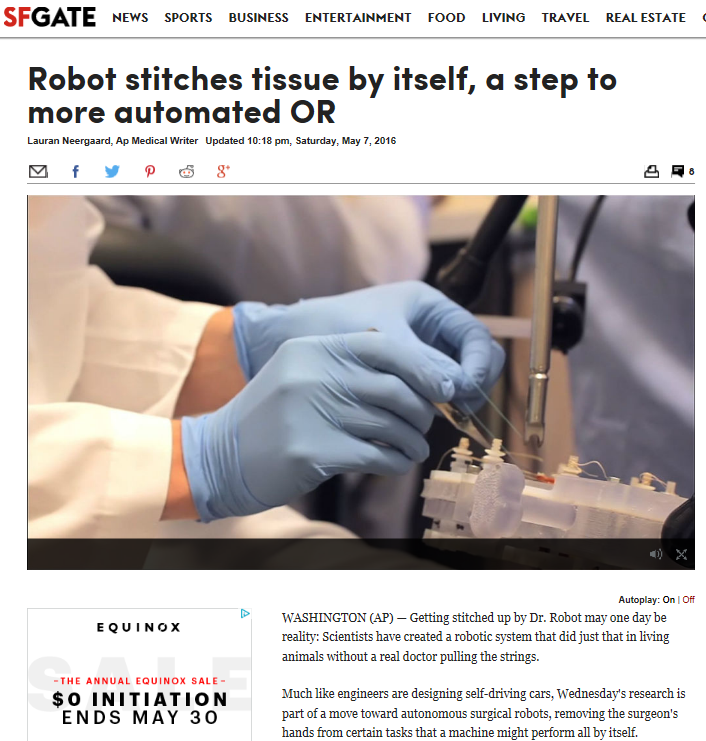 SFGATE NEWS SPORTS BUSINESS ENTERTAINMENT FOOD LIVING TRAVEL REAL ESTATE
Robot stitches tissue by itself, a step to
more automated OR
Lauran Neergaard, Ap Medical Writer Updated 10:18 pm, Saturday, May 7, 2016
8
Autoplay: On | Off
EQUINOX
SALE
-THE ANNUAL EQUINOX SALE-
$0 INITIATION
ENDS MAY 30
WASHINGTON (AP) — Getting stitched up by Dr. Robot may one day be
reality: Scientists have created a robotic system that did just that in living
animals without a real doctor pulling the strings.
Much like engineers are designing self-driving cars, Wednesday's research is
part of a move toward autonomous surgical robots, removing the surgeon's
hands from certain tasks that a machine might perform all by itself.